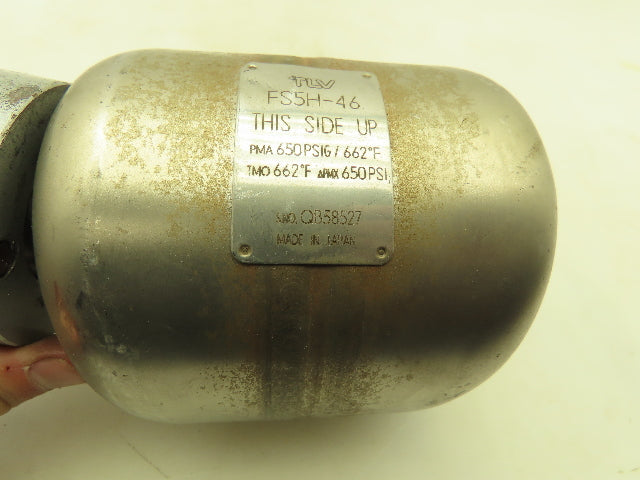 TLV
FS5H-46
THIS SIDE UP
PMA 650 PSIG / 662°F
TMO 662°F ΔPMX 650 PSI
S.NO. QB58527
MADE IN JAPAN